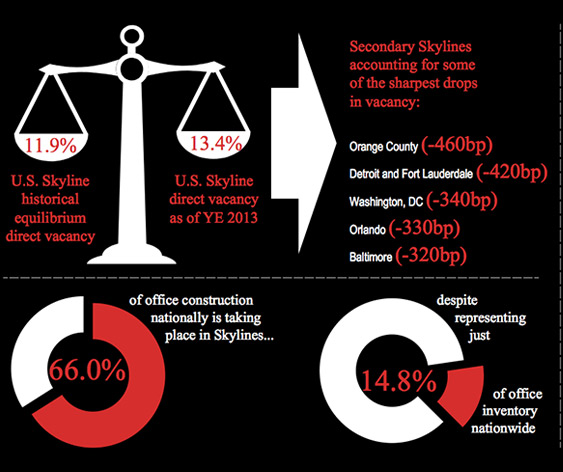 11.9%
U.S. Skyline
historical
equilibrium
direct vacancy
13.4%
U.S. Skyline
direct vacancy
as of YE 2013
Secondary Skylines
accounting for some
of the sharpest drops
in vacancy:
Orange County (-460bp)
Detroit and Fort Lauderdale (-420bp)
Washington, DC (-340bp)
Orlando (-330bp)
Baltimore (-320bp)
of office construction
nationally is taking
place in Skylines...
66.0%
despite
representing
just
14.8%
of office
inventory
nationwide